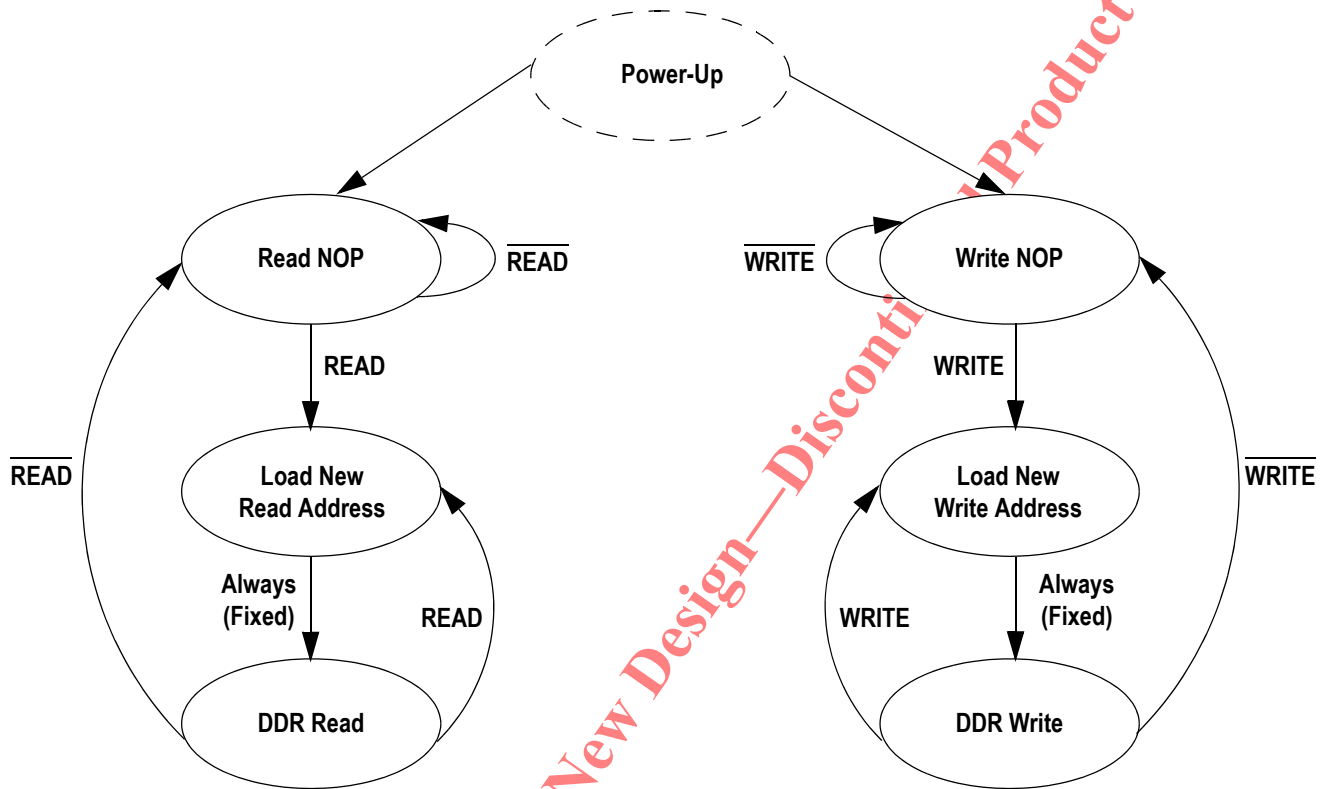 Power-Up
Read NOP
READ
WRITE
Write NOP
READ
WRITE
READ
Load New
Read Address
Load New
Write Address
WRITE
Always
(Fixed)
READ
WRITE
Always
(Fixed)
DDR Read
DDR Write
New Design—Disconti
Product